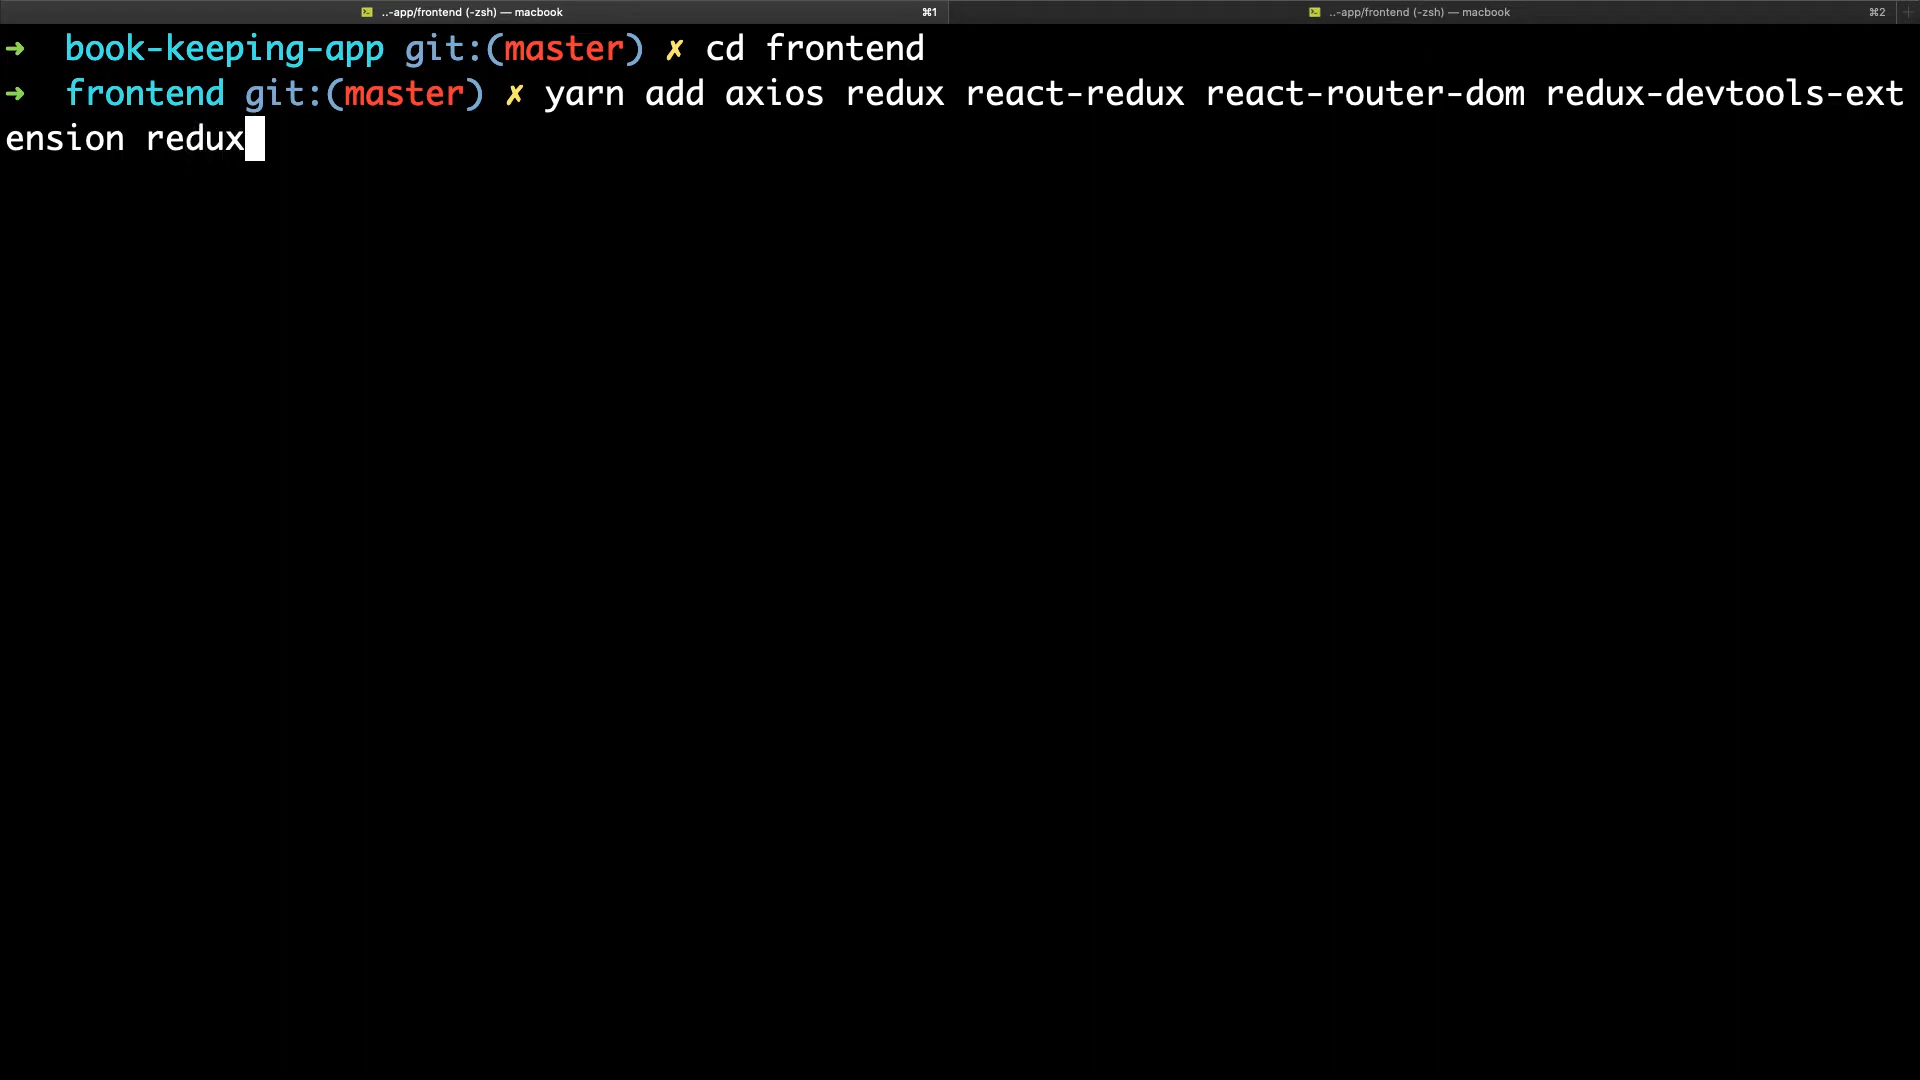 ..-app/frontend (-zsh) — macbook ⌘1 ..-app/frontend (-zsh) — macbook ⌘2
➜ book-keeping-app git:(master) ✗ cd frontend
➜ frontend git:(master) ✗ yarn add axios redux react-redux react-router-dom redux-devtools-ext
ension redux